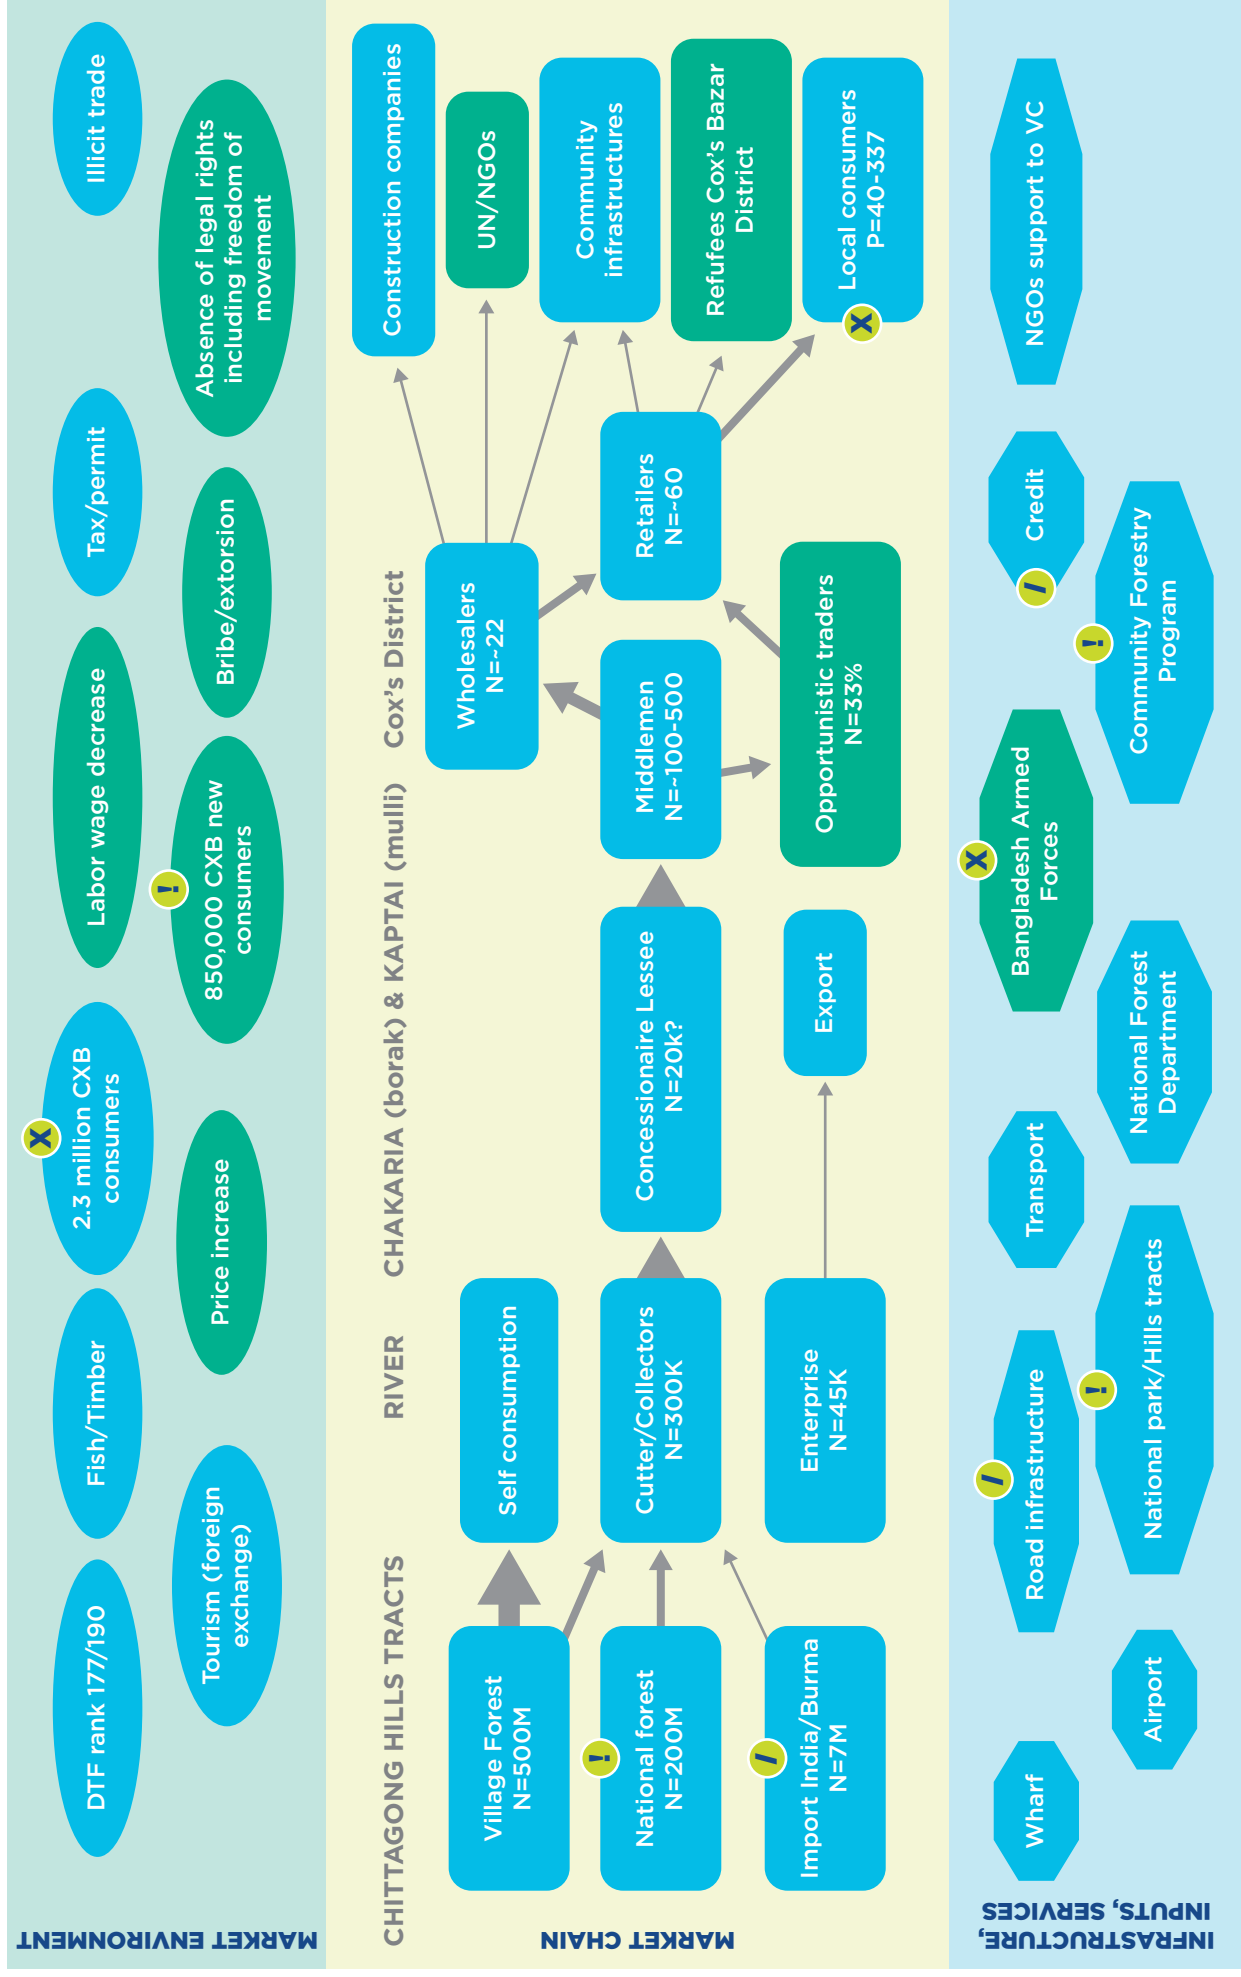 MARKET ENVIRONMENT
DTF rank 177/190
Fish/Timber
X
2.3 million CXB
consumers
Labor wage decrease
Tax/permit
Illicit trade
Tourism (foreign
exchange)
Price increase
!
850,000 CXB new
consumers
Bribe/extorsion
Absence of legal rights
including freedom of
movement
MARKET CHAIN
CHITTAGONG HILLS TRACTS
RIVER
CHAKARIA (borak) & KAPTAI (mulli)
Cox's District
Village Forest
N=500M
!
National forest
N=200M
/
Import India/Burma
N=7M
Self consumption
Cutter/Collectors
N=300K
Enterprise
N=45K
Concessionaire Lessee
N=20k?
Export
Middlemen
N=~100-500
Wholesalers
N=~22
Opportunistic traders
N=33%
Retailers
N=~60
Construction companies
UN/NGOs
Community
infrastructures
Refufees Cox's Bazar
District
X
Local consumers
P=40-337
INFRASTRUCTURE,
INPUTS, SERVICES
Wharf
/
Road infrastructure
Transport
X
Bangladesh Armed
Forces
/
Credit
NGOs support to VC
Airport
!
National park/Hills tracts
National Forest
Department
!
Community Forestry
Program